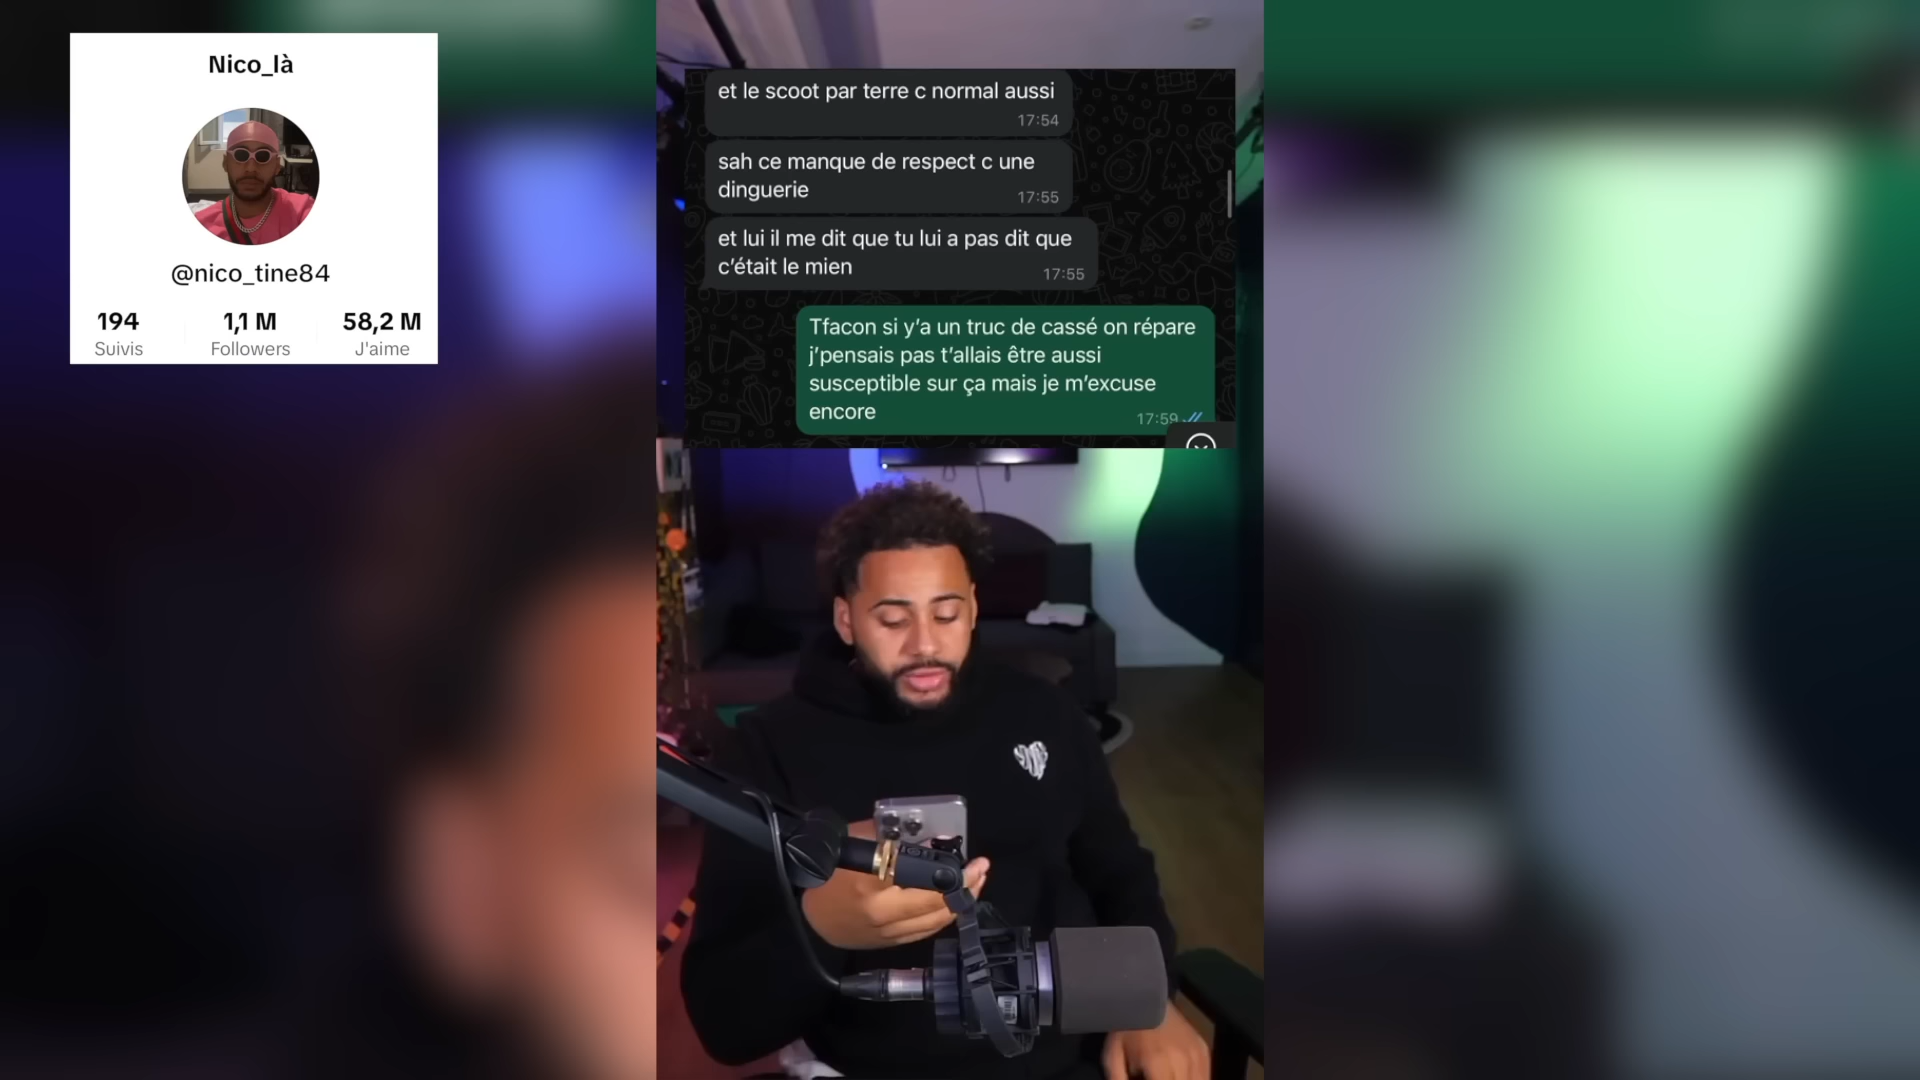 Nico_là
@nico_tine84
194
1,1 M
58,2 M
Suivis
Followers
J'aime
et le scoot par terre c normal aussi
17:54
sah ce manque de respect c une
dinguerie
17:55
et lui il me dit que tu lui a pas dit que
c'était le mien
17:55
Tfacon si y'a un truc de cassé on répare
j'pensais pas t'allais être aussi
susceptible sur ça mais je m'excuse
encore
17:59